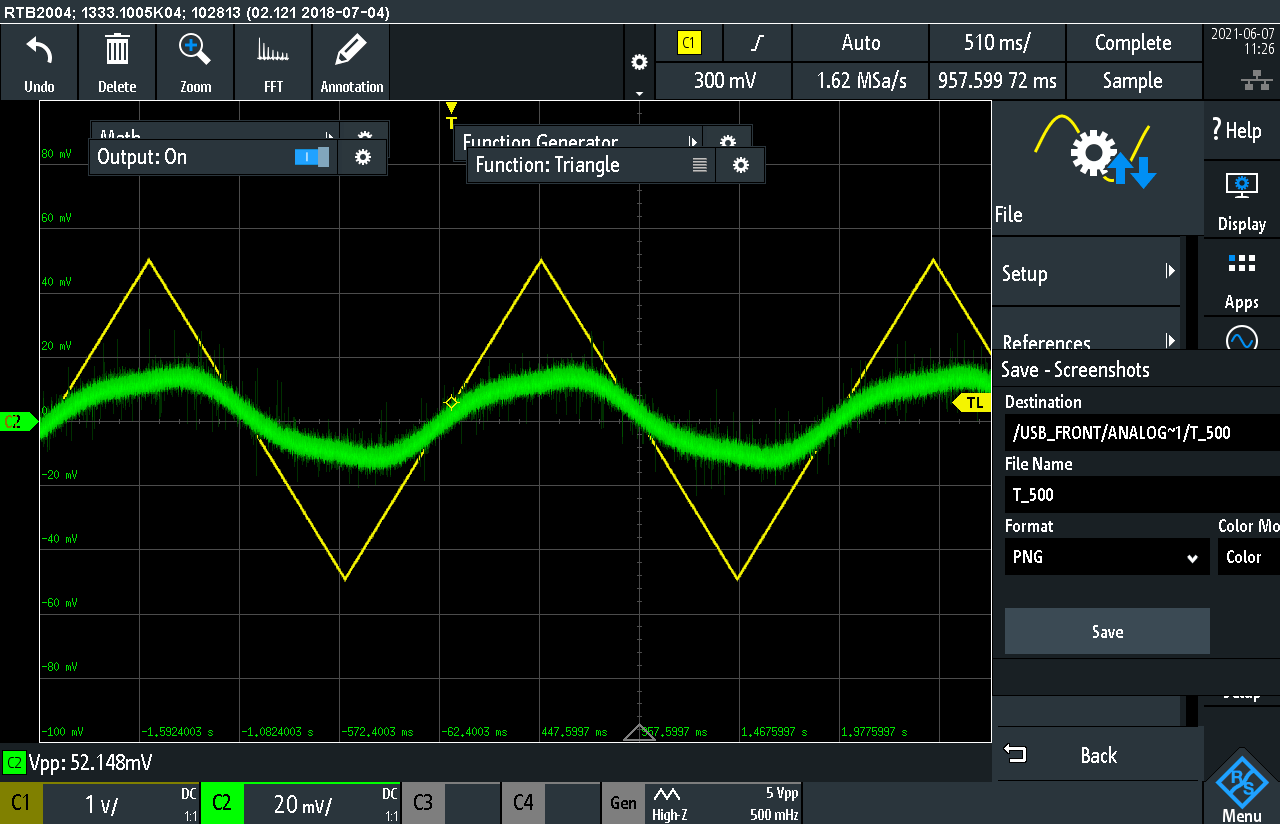 RTB2004; 1333.1005K04; 102813 (02.121 2018-07-04)
Undo
Delete
Zoom
FFT
Annotation
C1
Auto
510 ms/
Complete
300 mV
1.62 MSa/s
957.599 72 ms
Sample
2021-06-07
11:26
T
Math
Output: On
Function Generator
Function: Triangle
80 mV
60 mV
40 mV
20 mV
0
-20 mV
-40 mV
-60 mV
-80 mV
-100 mV
-1.5924003 s
-1.0824003 s
-572.4003 ms
-62.4003 ms
447.5997 ms
957.5997 ms
1.4675997 s
1.9775997 s
C2
TL
File
Setup
References
? Help
Display
Apps
Save - Screenshots
Destination
/USB_FRONT/ANALOG~1/T_500
File Name
T_500
Format
Color Mo
PNG
Color
Save
Setup
Back
R&S
Menu
C2 Vpp: 52.148mV
C1
1 V/
DC
1:1
C2
20 mV/
DC
1:1
C3
C4
Gen
High-Z
5 Vpp
500 mHz